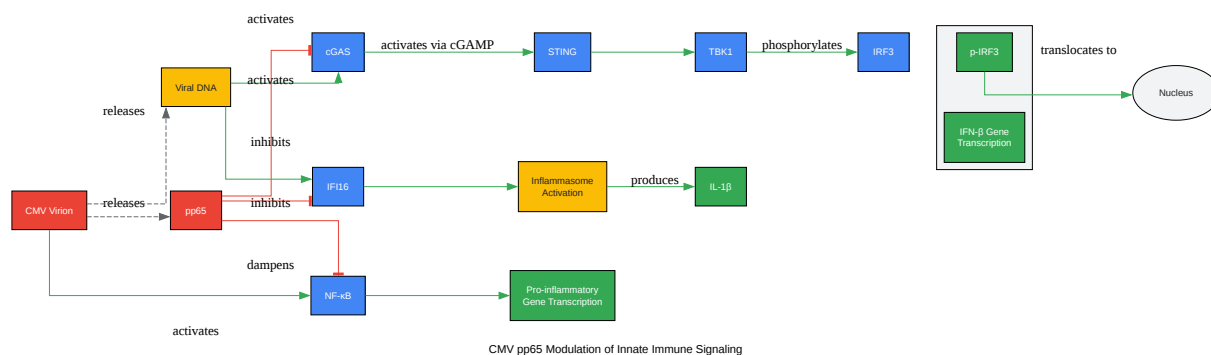 activates
cGAS
activates via cGAMP
STING
TBK1
phosphorylates
IRF3
p-IRF3
translocates to
Viral DNA
activates
Nucleus
releases
IFN-β Gene
Transcription
inhibits
IFI16
Inflammasome
Activation
produces
IL-1β
CMV Virion
releases
pp65
inhibits
dampens
NF-κB
Pro-inflammatory
Gene Transcription
activates
CMV pp65 Modulation of Innate Immune Signaling